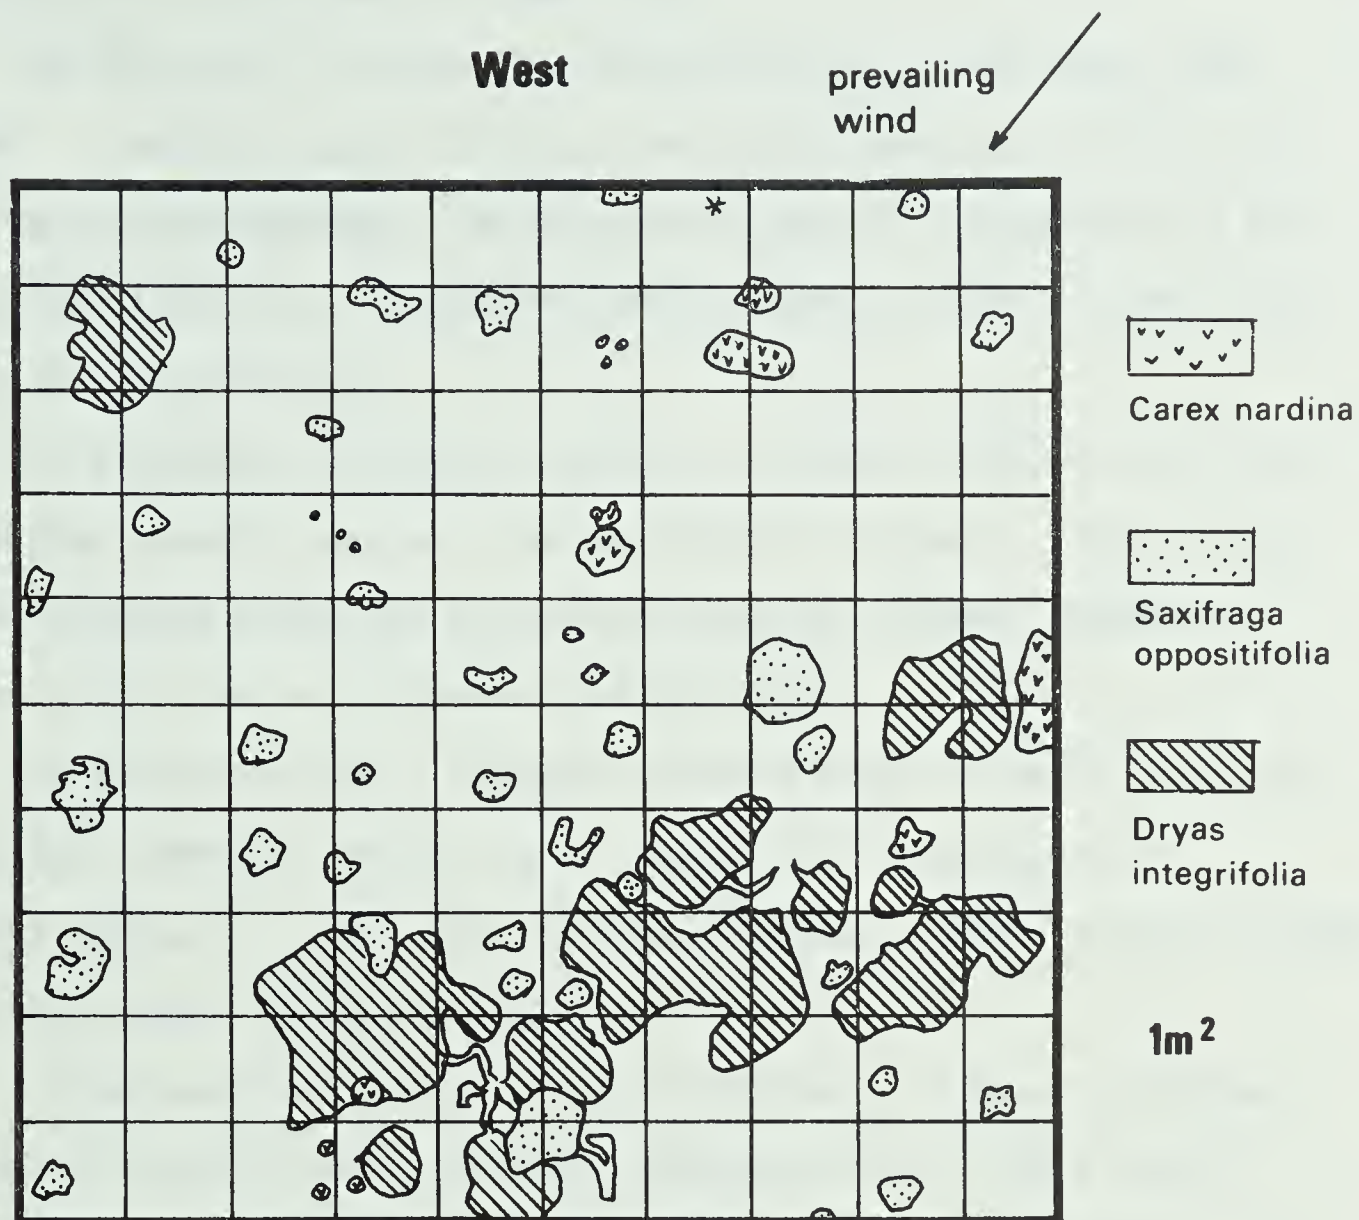 West
prevailing
wind
Carex nardina
Saxifraga
oppositifolia
Dryas
integrifolia
1m²